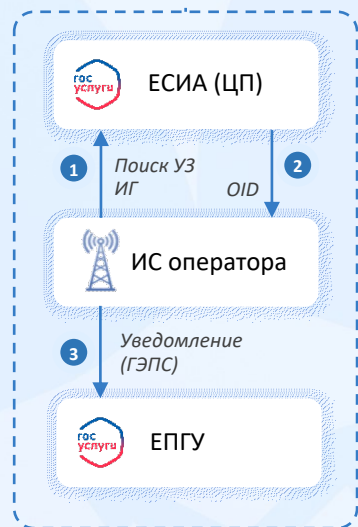 гос
услуги
ЕСИА (ЦП)
1
Поиск УЗ
ИГ
2
OID
ИС оператора
3
Уведомление
(ГЭПС)
гос
услуги
ЕПГУ